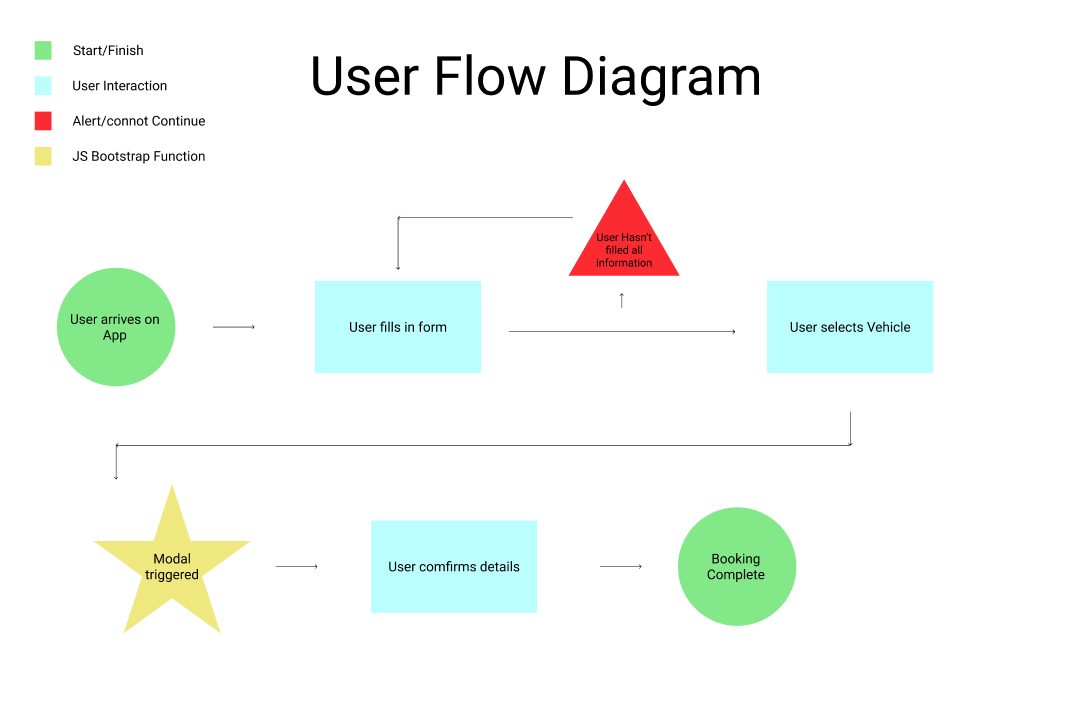 Start/Finish
User Interaction
Alert/connot Continue
JS Bootstrap Function
User Flow Diagram
User Hasn't
filled all
information
User arrives on
App
User fills in form
User selects Vehicle
Modal
triggered
User comfirms details
Booking
Complete